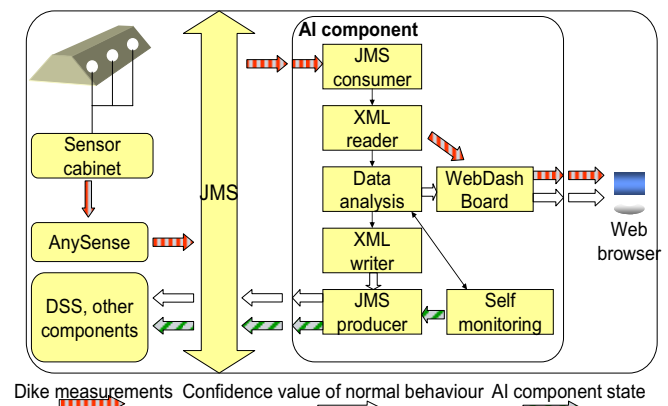 AI component
JMS
consumer
XML
reader
Sensor
cabinet
Data
analysis
WebDash
Board
JMS
AnySense
XML
writer
Web
browser
DSS, other
components
JMS
producer
Self
monitoring
Dike measurements Confidence value of normal behaviour AI component state